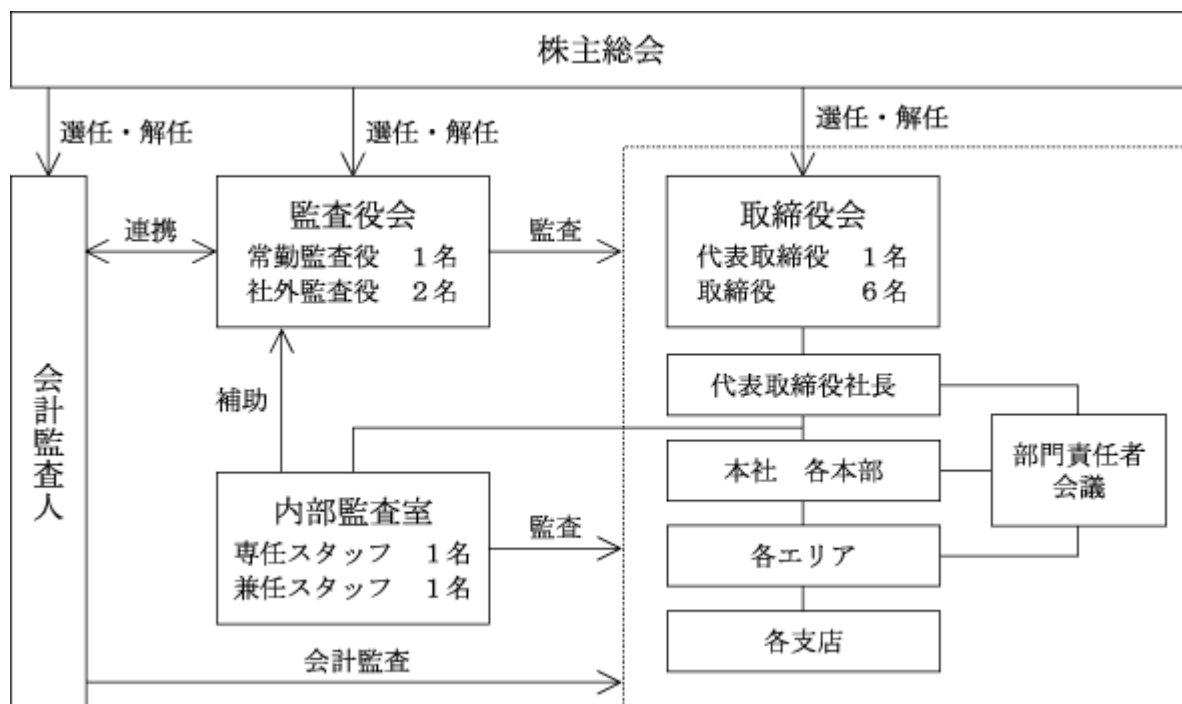 株主総会
選任・解任
選任・解任
選任・解任
会計監査人
連携
監査役会
常勤監査役 1名
社外監査役 2名
監査
取締役会
代表取締役 1名
取締役 6名
代表取締役社長
補助
本社 各本部
部門責任者
会議
内部監査室
専任スタッフ 1名
兼任スタッフ 1名
監査
各エリア
各支店
会計監査